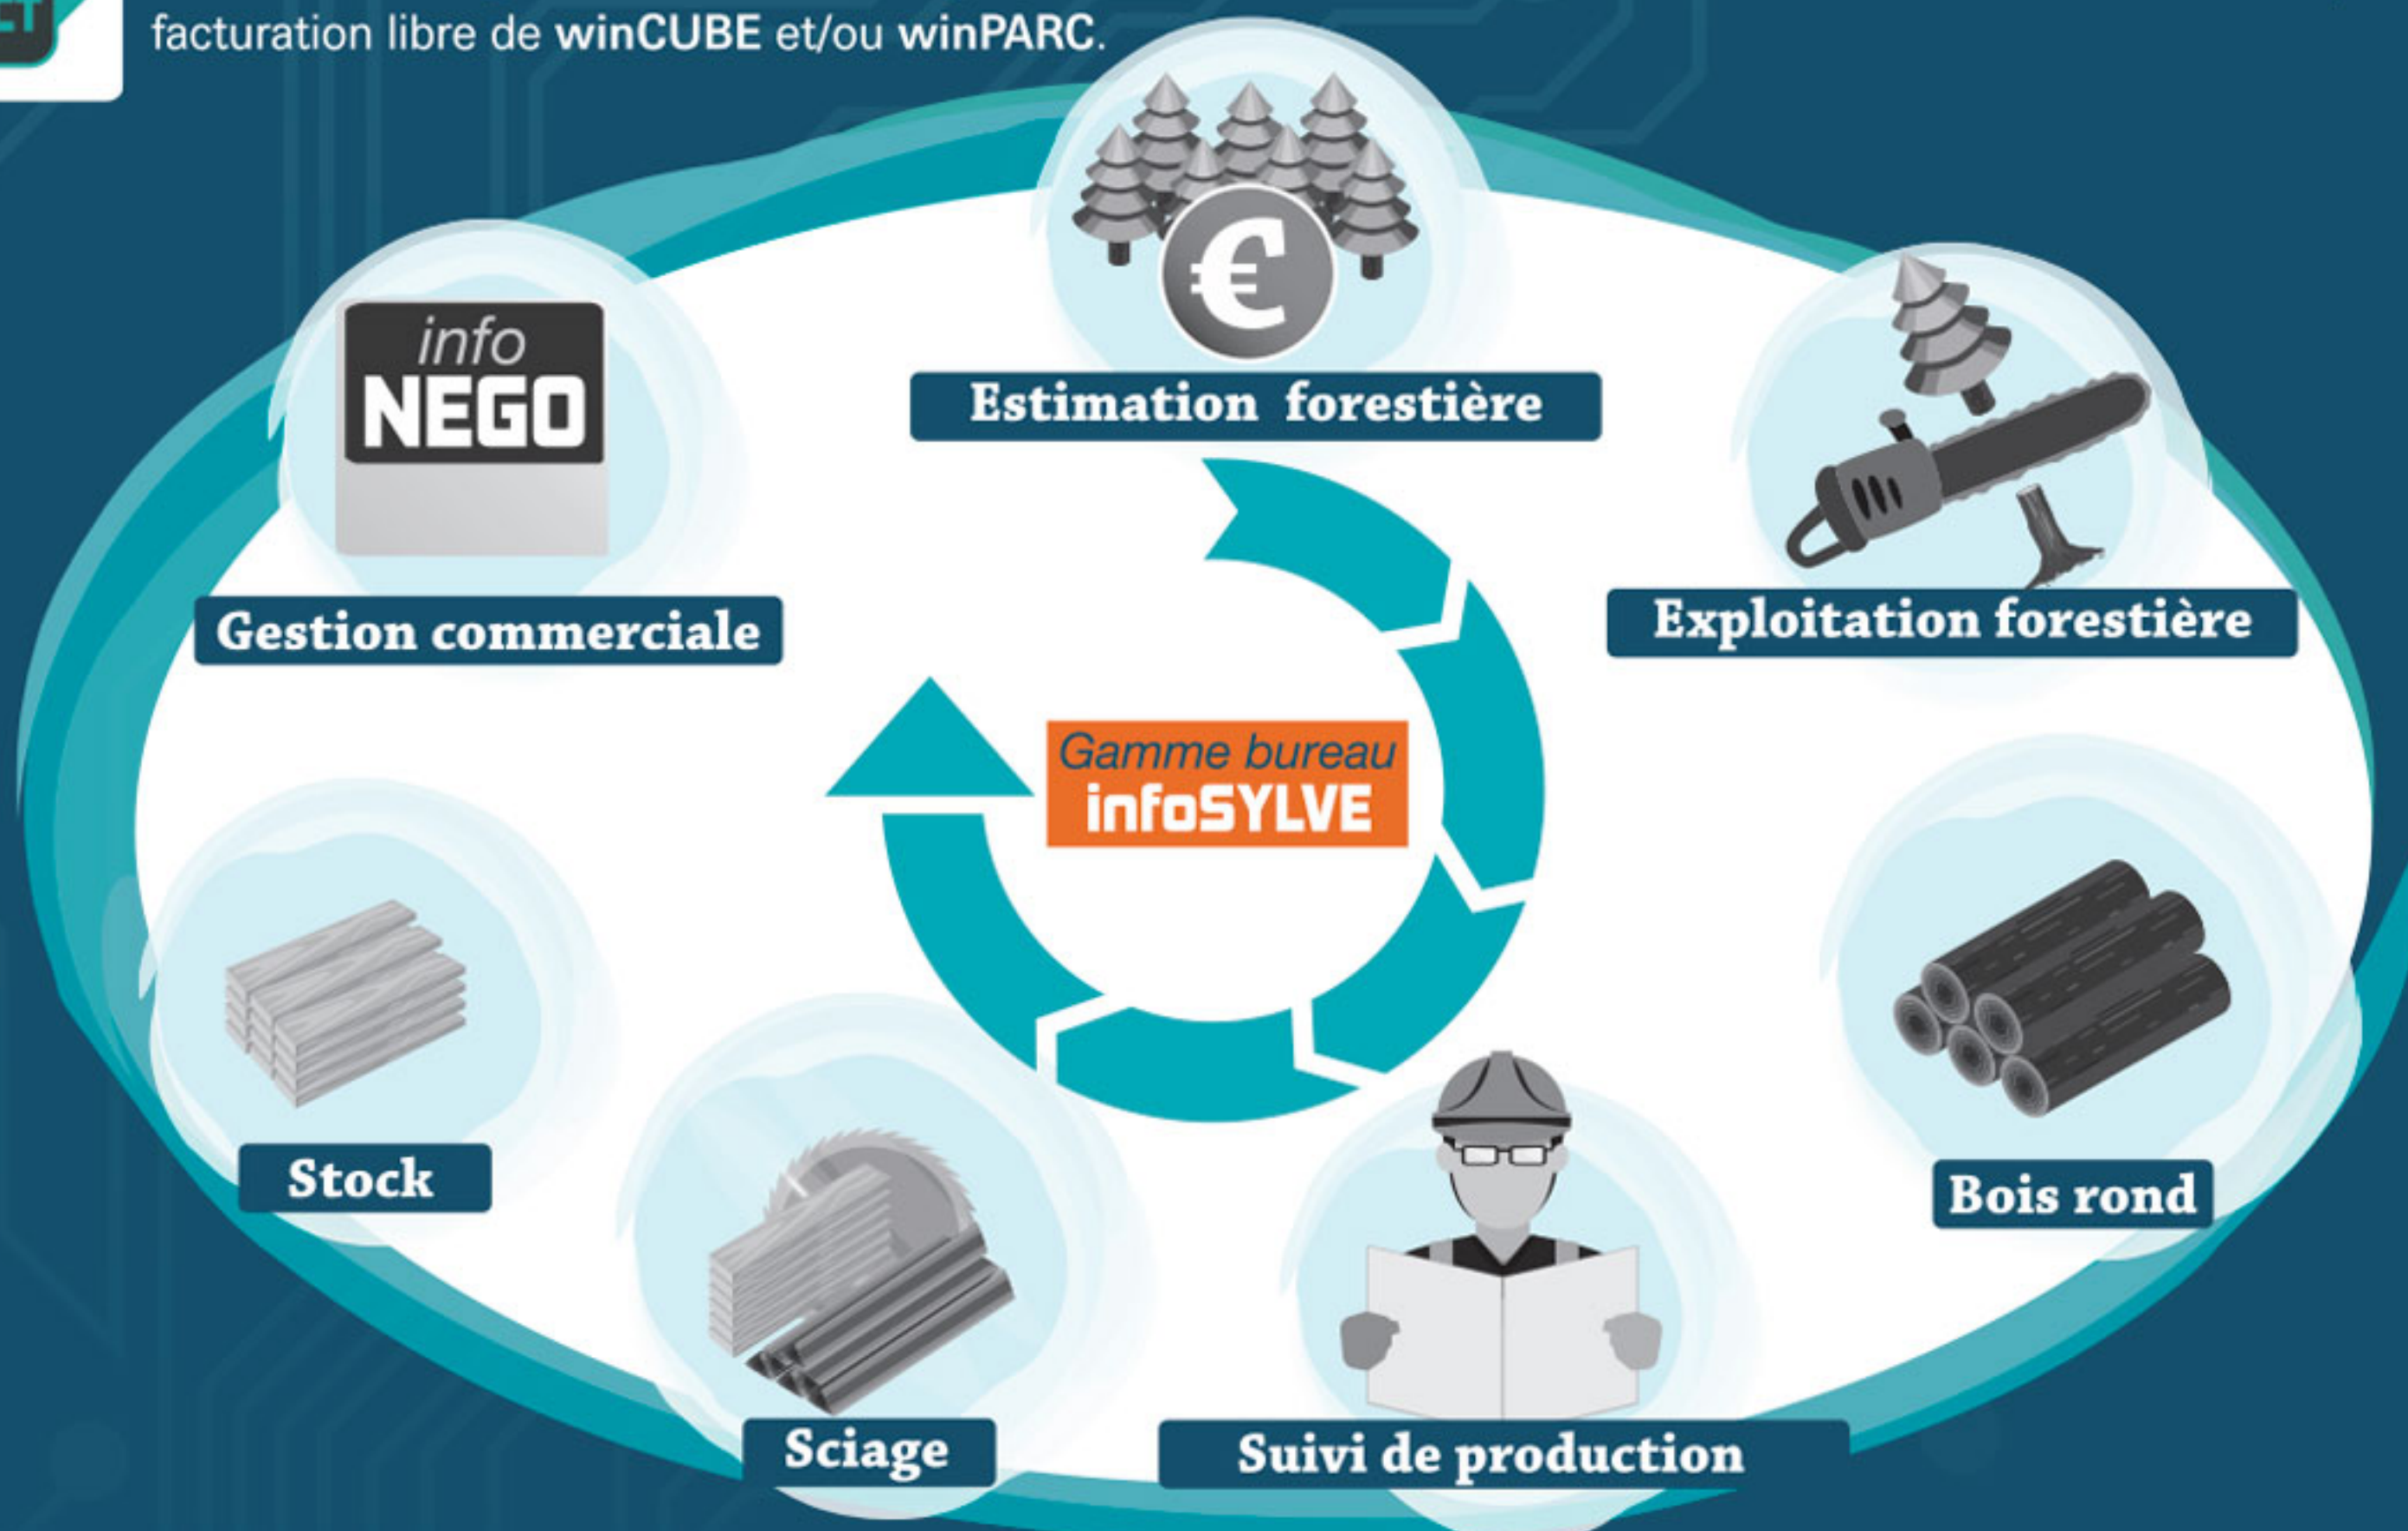 facturation libre de winCUBE et/ou winPARC.
€
Estimation forestière
info
NEGO
Gestion commerciale
Exploitation forestière
Gamme bureau
infoSYLVE
Stock
Bois rond
Sciage
Suivi de production